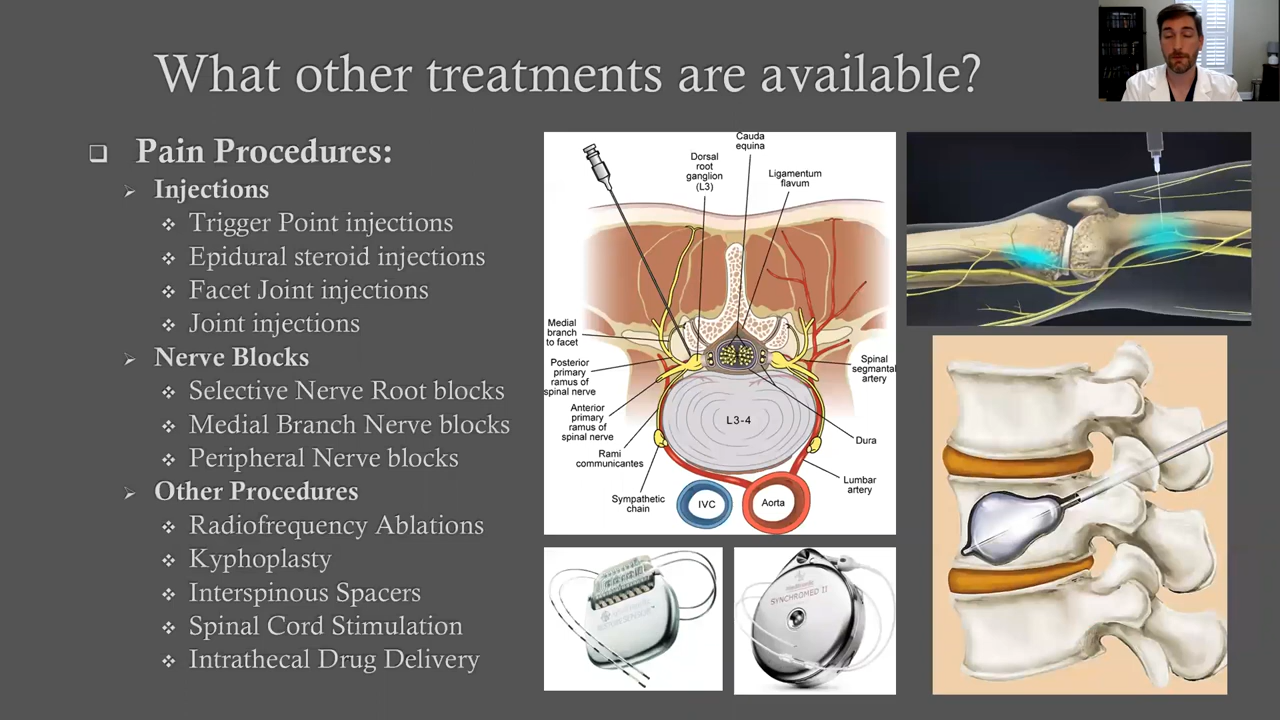 What other treatments are available?
Pain Procedures:
Injections
Trigger Point injections
Epidural steroid injections
Facet Joint injections
Joint injections
Nerve Blocks
Selective Nerve Root blocks
Medial Branch Nerve blocks
Peripheral Nerve blocks
Other Procedures
Radiofrequency Ablations
Kyphoplasty
Interspinous Spacers
Spinal Cord Stimulation
Intrathecal Drug Delivery
Cauda
equina
Dorsal
root
ganglion
(L3)
Ligamentum
flavum
Medial
branch
to facet
Posterior
primary
ramus of
spinal nerve
Anterior
primary
ramus of
spinal nerve
Rami
communicantes
Sympathetic
chain
L3-4
Spinal
segmental
artery
Dura
Lumbar
artery
IVC
Aorta
SYNCHROMED II